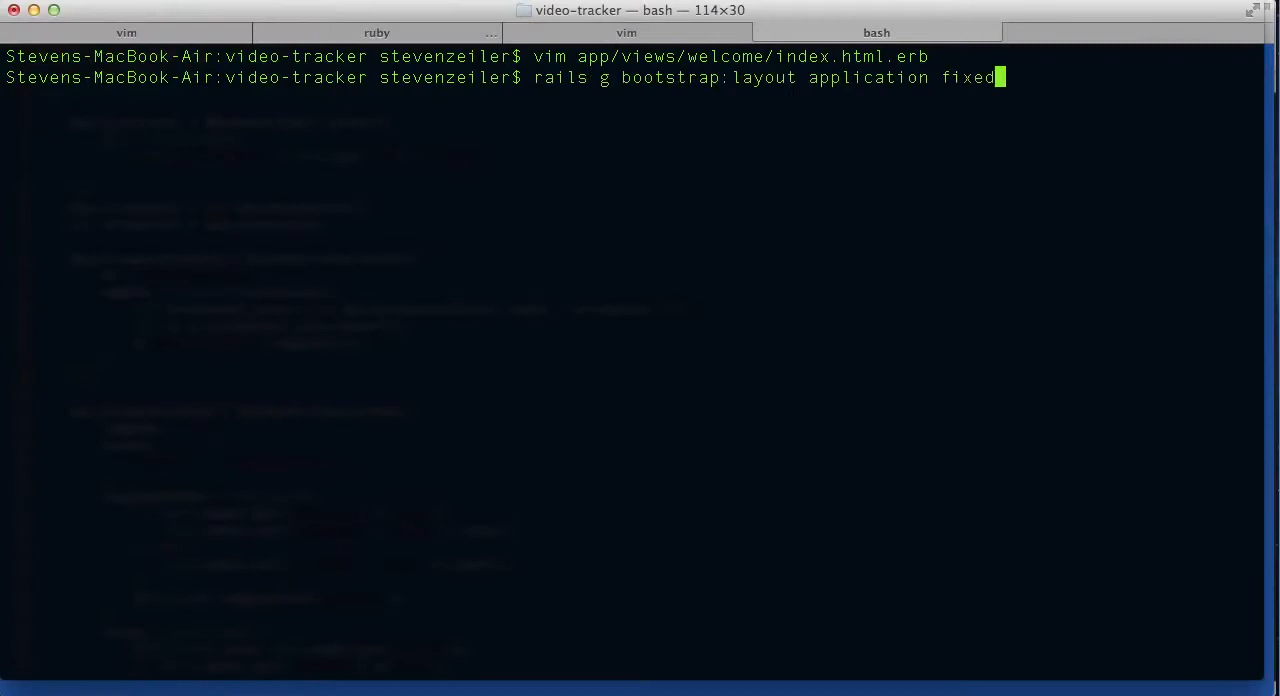 video-tracker — bash — 114×30
vim ruby ... vim bash
Stevens-MacBook-Air:video-tracker stevenzeiler$ vim app/views/welcome/index.html.erb
Stevens-MacBook-Air:video-tracker stevenzeiler$ rails g bootstrap:layout application fixed